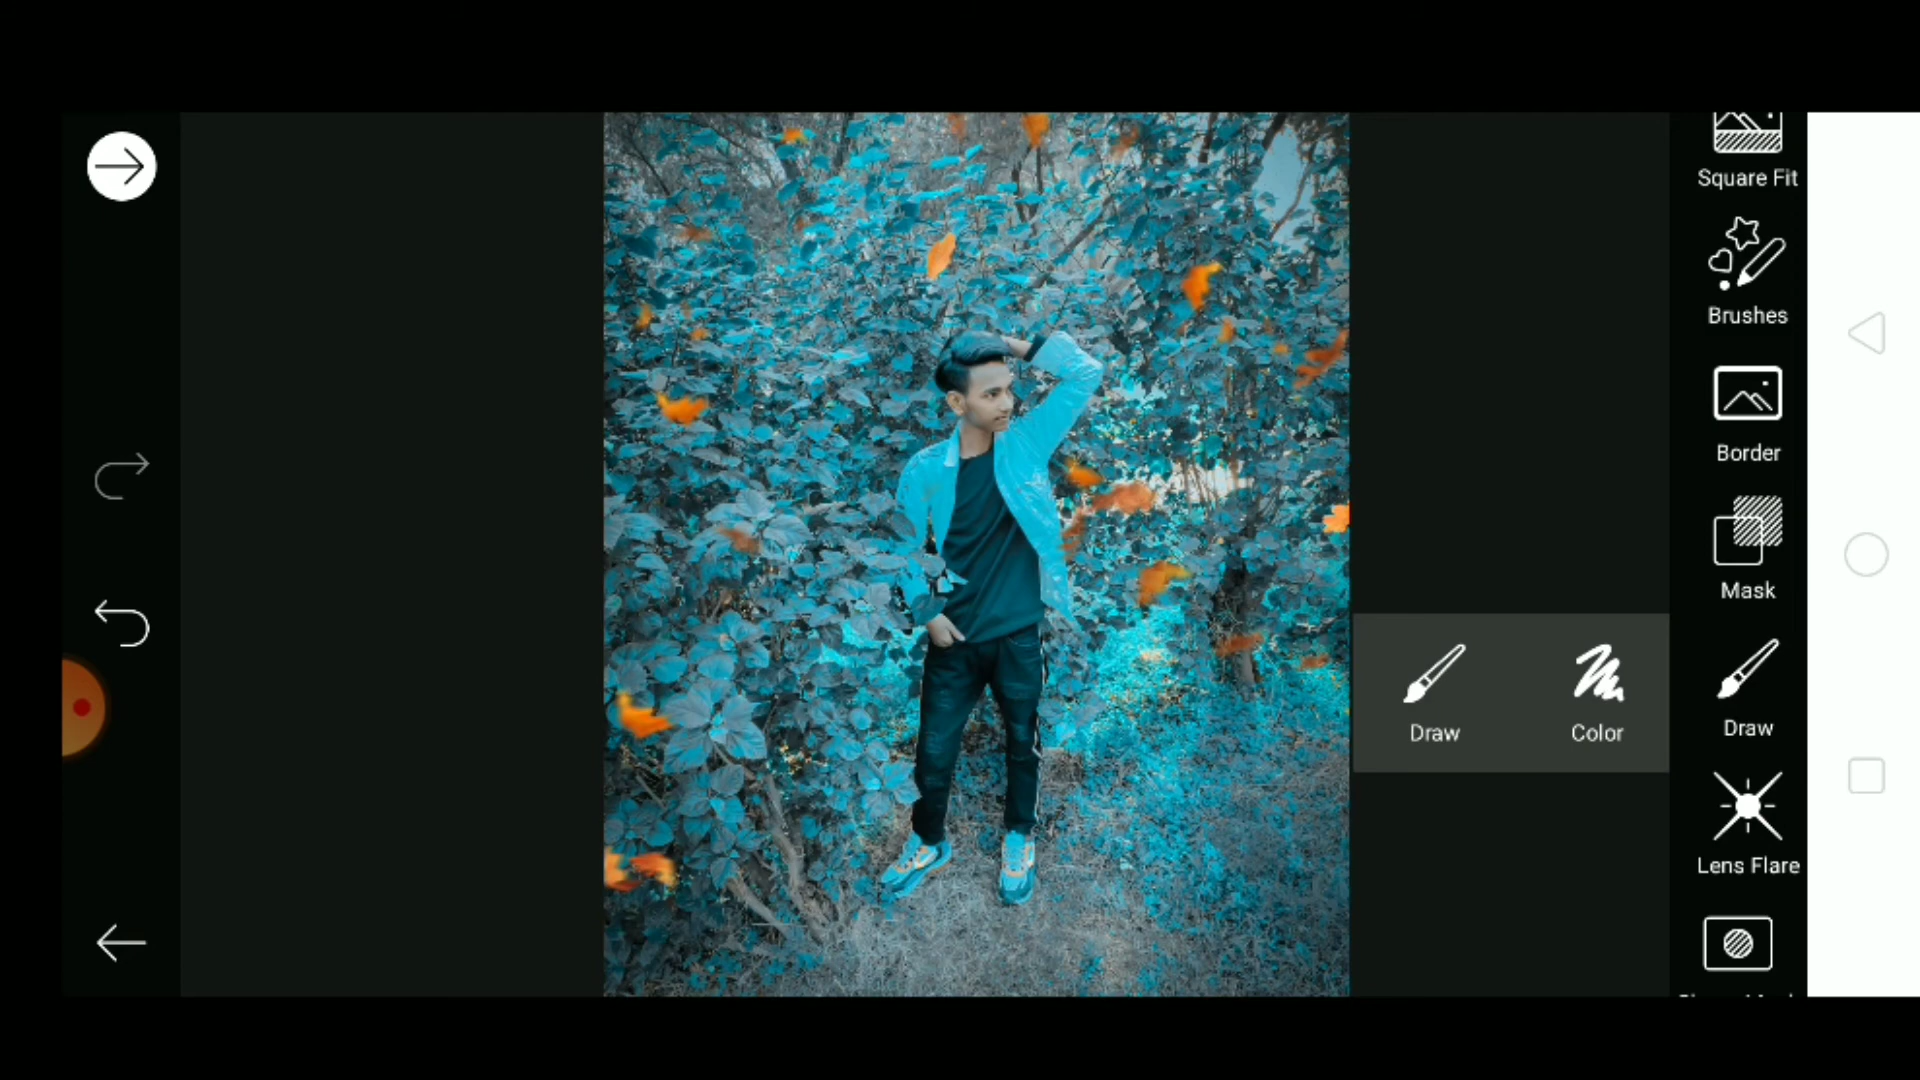 Square Fit
Brushes
Border
Mask
Draw
Color
Draw
Lens Flare